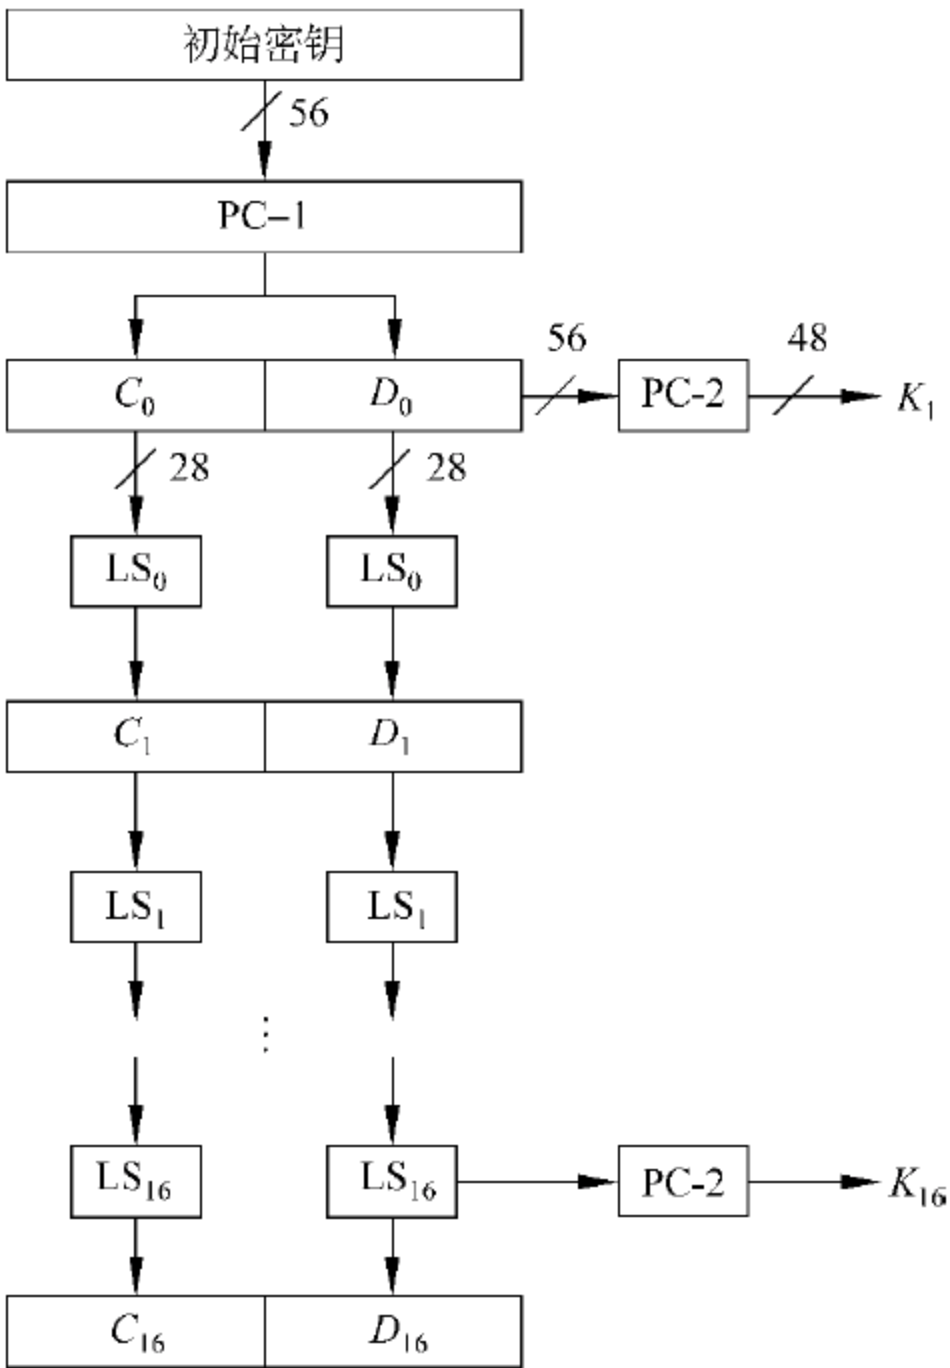 初始密钥
56
PC–1
56 48
C₀ D₀ PC-2 K₁
28 28
LS₀ LS₀
C₁ D₁
LS₁ LS₁
⋮
LS₁₆ LS₁₆ PC-2 K₁₆
C₁₆ D₁₆